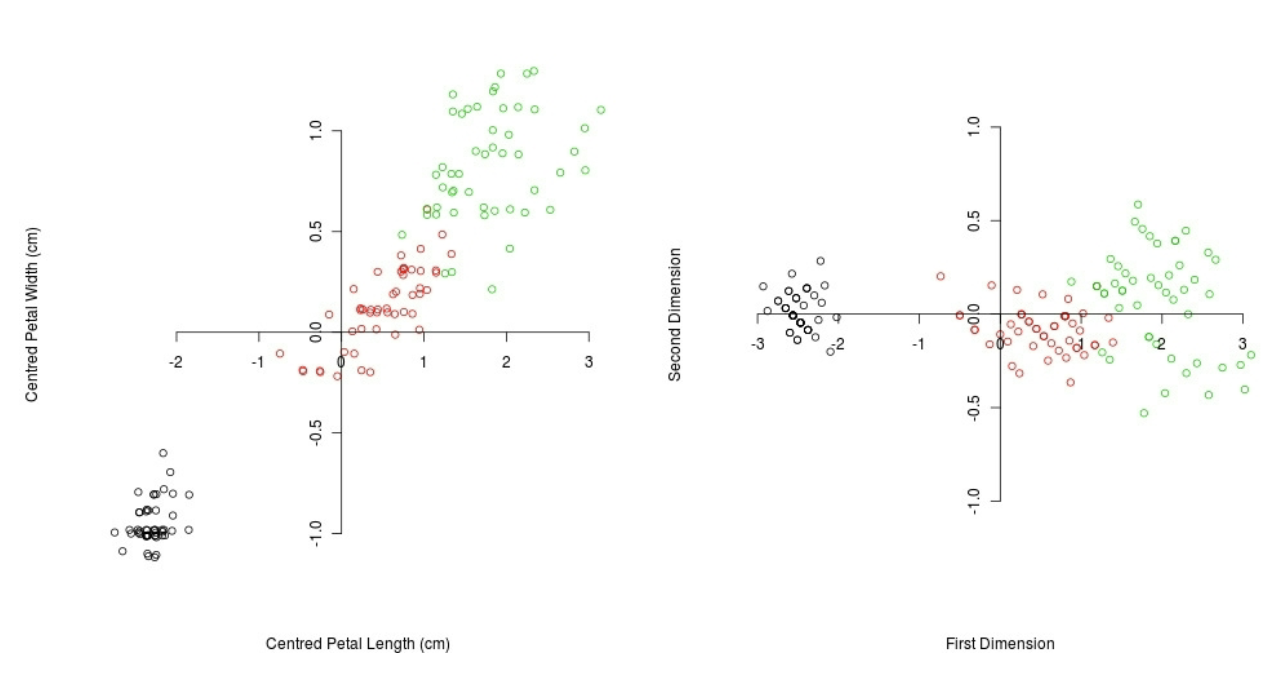 Centred Petal Width (cm)
1.0
0.5
0.0
-0.5
-1.0
-2 -1 0 1 2 3
Centred Petal Length (cm)
Second Dimension
1.0
0.5
0.0
-0.5
-1.0
-3 -2 -1 0 1 2 3
First Dimension